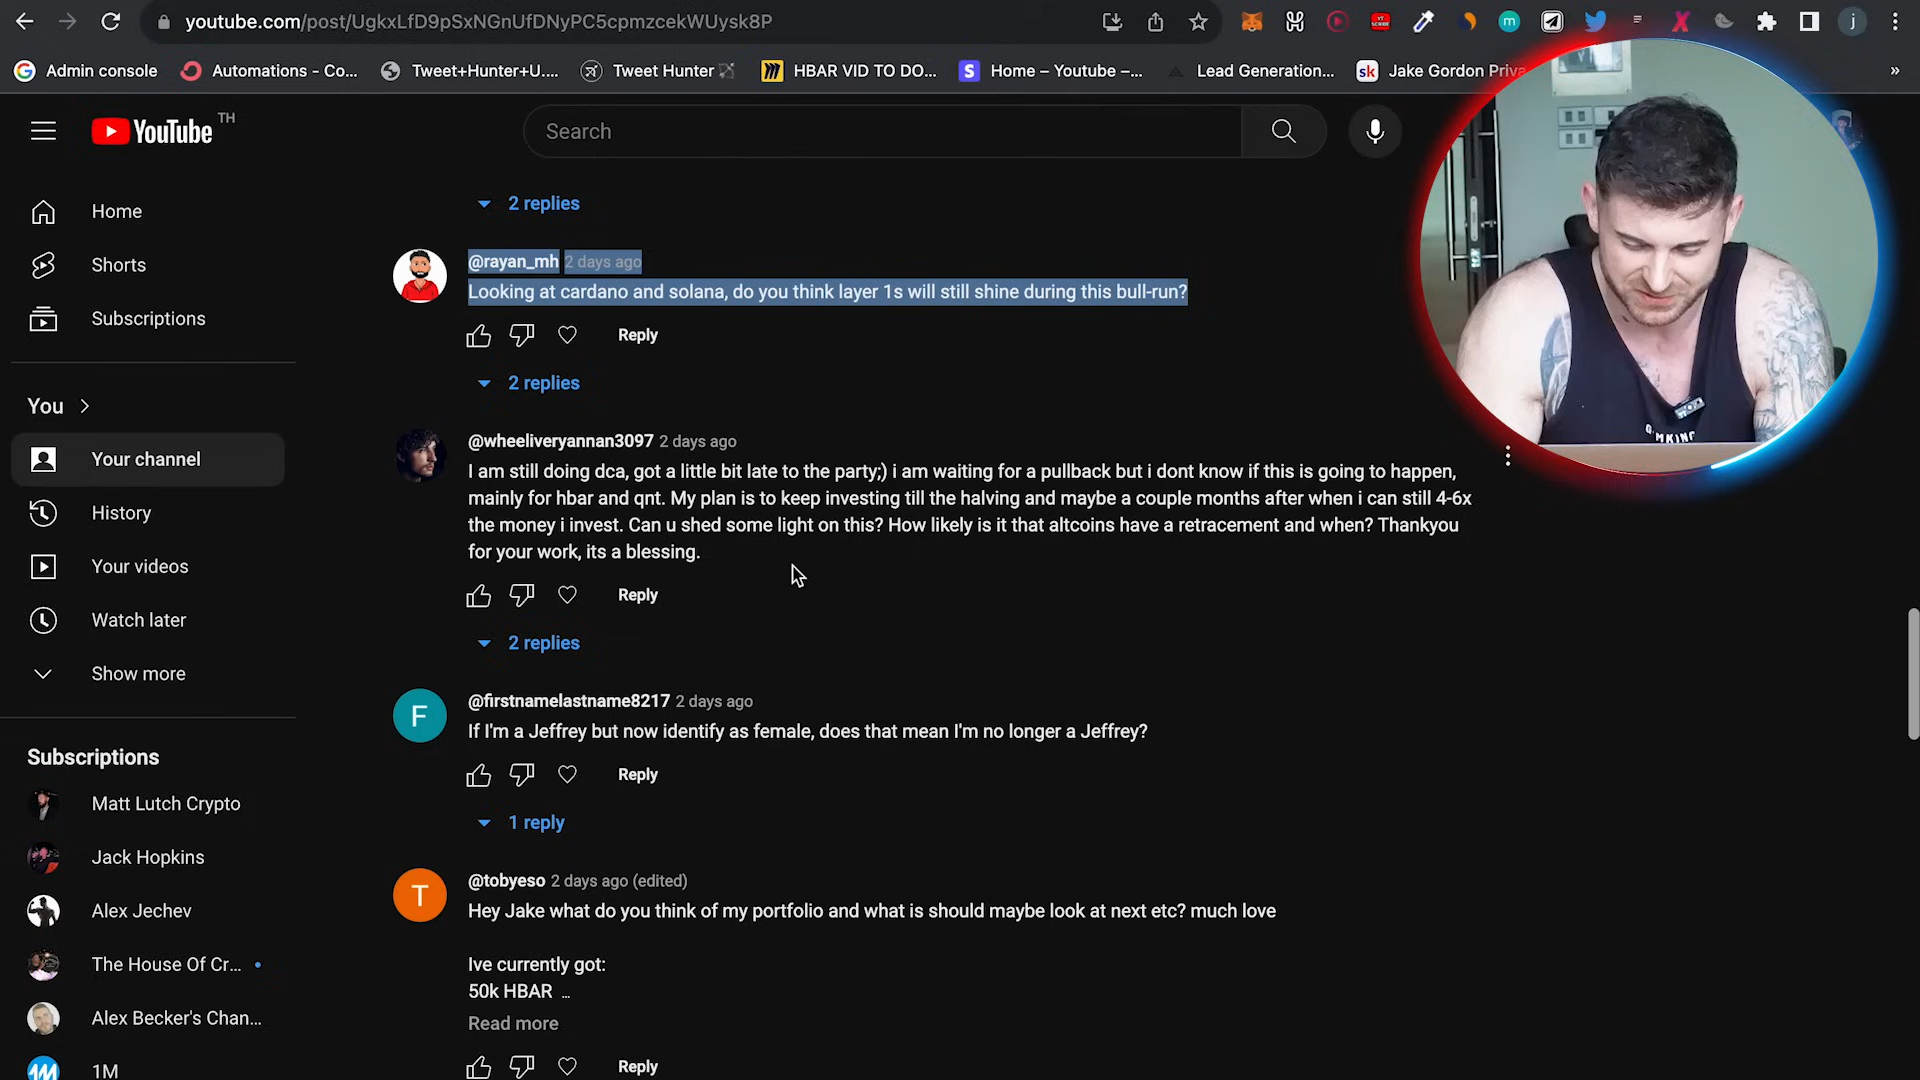 youtube.com/post/UgkxLfD9pSxNGnUfDNyPC5cpmzcekWUysk8P
Admin console
Automations - Co...
Tweet+Hunter+U....
Tweet Hunter
HBAR VID TO DO...
Home – Youtube –...
Lead Generation...
sk
Jake Gordon Priva
»
YouTube TH
Search
Home
Shorts
Subscriptions
You
Your channel
History
Your videos
Watch later
Show more
Subscriptions
Matt Lutch Crypto
Jack Hopkins
Alex Jechev
The House Of Cr...
Alex Becker's Chan...
1M
2 replies
@rayan_mh 2 days ago
Looking at cardano and solana, do you think layer 1s will still shine during this bull-run?
Reply
2 replies
@wheeliveryannan3097 2 days ago
I am still doing dca, got a little bit late to the party;) i am waiting for a pullback but i dont know if this is going to happen,
mainly for hbar and qnt. My plan is to keep investing till the halving and maybe a couple months after when i can still 4-6x
the money i invest. Can u shed some light on this? How likely is it that altcoins have a retracement and when? Thankyou
for your work, its a blessing.
Reply
2 replies
F
@firstnamelastname8217 2 days ago
If I'm a Jeffrey but now identify as female, does that mean I'm no longer a Jeffrey?
Reply
1 reply
T
@tobyeso 2 days ago (edited)
Hey Jake what do you think of my portfolio and what is should maybe look at next etc? much love
Ive currently got:
50k HBAR ...
Read more
Reply